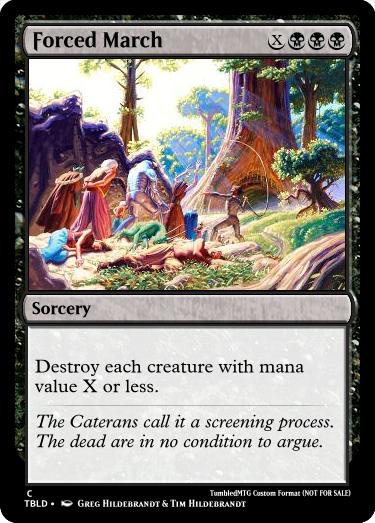 Forced March X
Sorcery
Destroy each creature with mana
value X or less.
The Caterans call it a screening process.
The dead are in no condition to argue.
C
TumbledMTG Custom Format (NOT FOR SALE)
TBLD • Greg Hildebrandt & Tim Hildebrandt